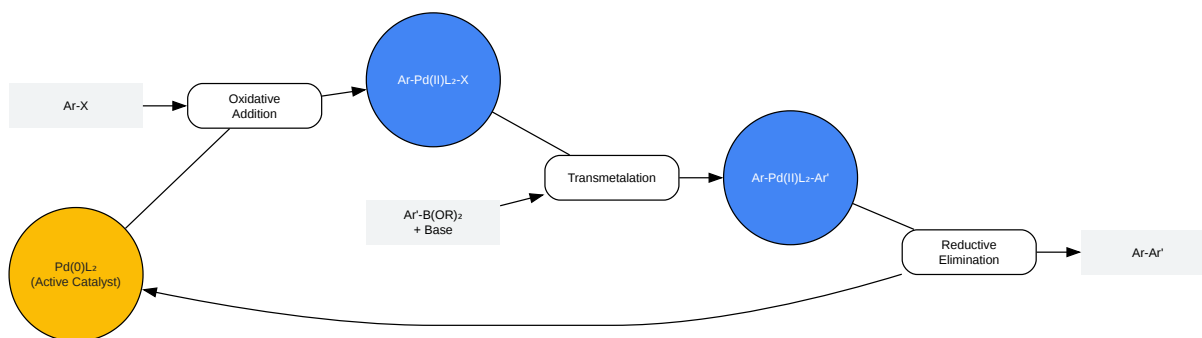 Ar-X
Oxidative
Addition
Ar-Pd(II)L₂-X
Ar'-B(OR)₂
+ Base
Transmetalation
Ar-Pd(II)L₂-Ar'
Reductive
Elimination
Ar-Ar'
Pd(0)L₂
(Active Catalyst)